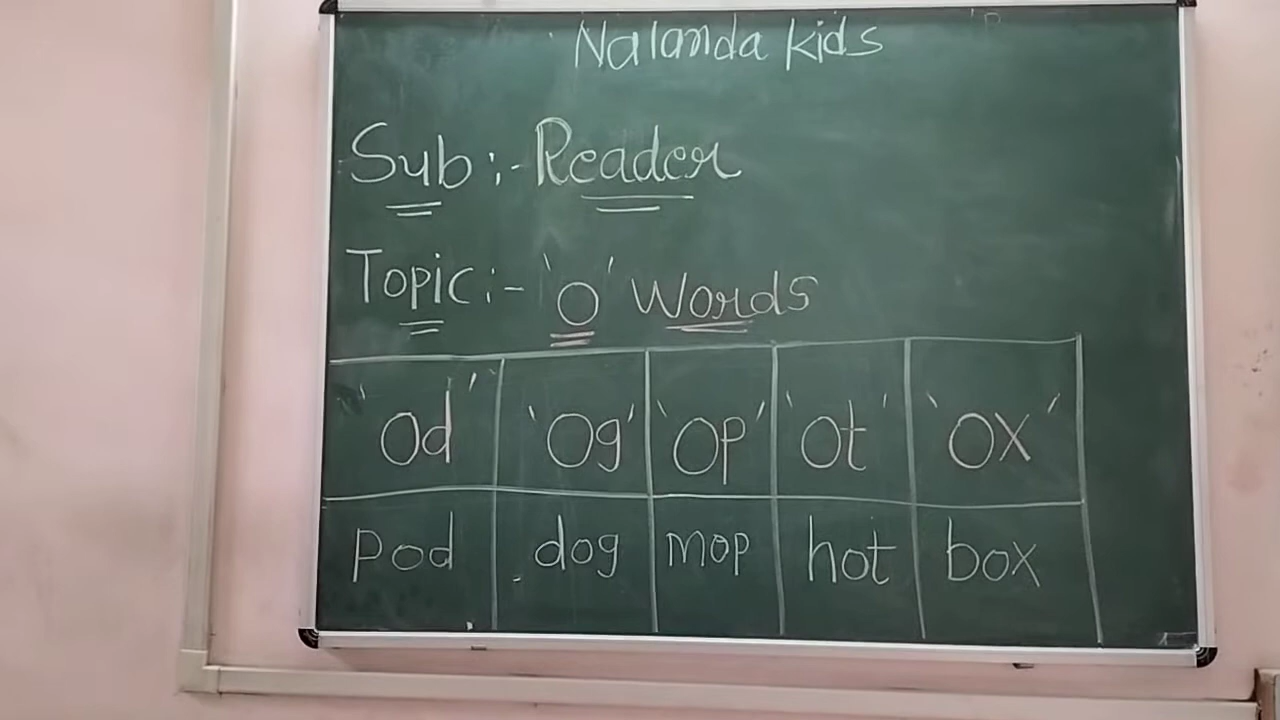 Nalanda kids
Sub:- Reader
Topic:- 'o' Words
'od' 'og' 'op' 'ot' 'ox'
pod dog mop hot box